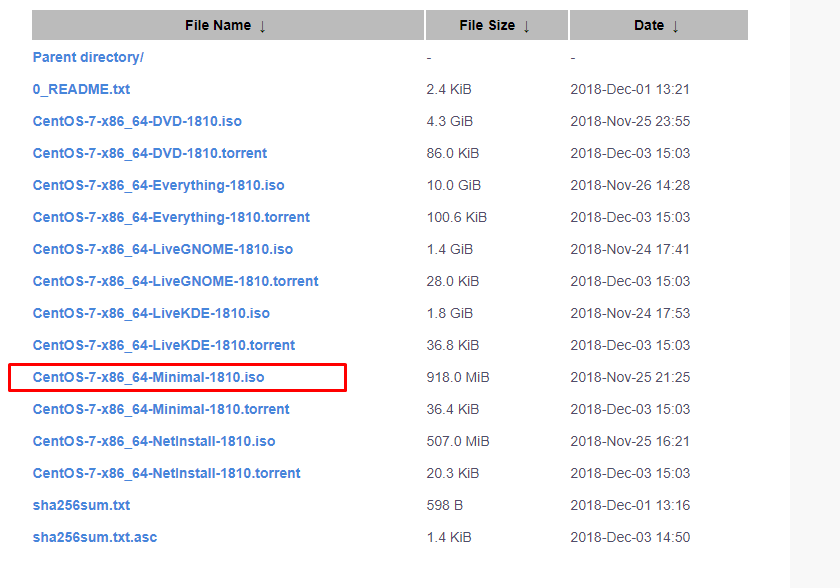 File Name ↓ File Size ↓ Date ↓
Parent directory/ - -
0_README.txt 2.4 KiB 2018-Dec-01 13:21
CentOS-7-x86_64-DVD-1810.iso 4.3 GiB 2018-Nov-25 23:55
CentOS-7-x86_64-DVD-1810.torrent 86.0 KiB 2018-Dec-03 15:03
CentOS-7-x86_64-Everything-1810.iso 10.0 GiB 2018-Nov-26 14:28
CentOS-7-x86_64-Everything-1810.torrent 100.6 KiB 2018-Dec-03 15:03
CentOS-7-x86_64-LiveGNOME-1810.iso 1.4 GiB 2018-Nov-24 17:41
CentOS-7-x86_64-LiveGNOME-1810.torrent 28.0 KiB 2018-Dec-03 15:03
CentOS-7-x86_64-LiveKDE-1810.iso 1.8 GiB 2018-Nov-24 17:53
CentOS-7-x86_64-LiveKDE-1810.torrent 36.8 KiB 2018-Dec-03 15:03
CentOS-7-x86_64-Minimal-1810.iso 918.0 MiB 2018-Nov-25 21:25
CentOS-7-x86_64-Minimal-1810.torrent 36.4 KiB 2018-Dec-03 15:03
CentOS-7-x86_64-NetInstall-1810.iso 507.0 MiB 2018-Nov-25 16:21
CentOS-7-x86_64-NetInstall-1810.torrent 20.3 KiB 2018-Dec-03 15:03
sha256sum.txt 598 B 2018-Dec-01 13:16
sha256sum.txt.asc 1.4 KiB 2018-Dec-03 14:50